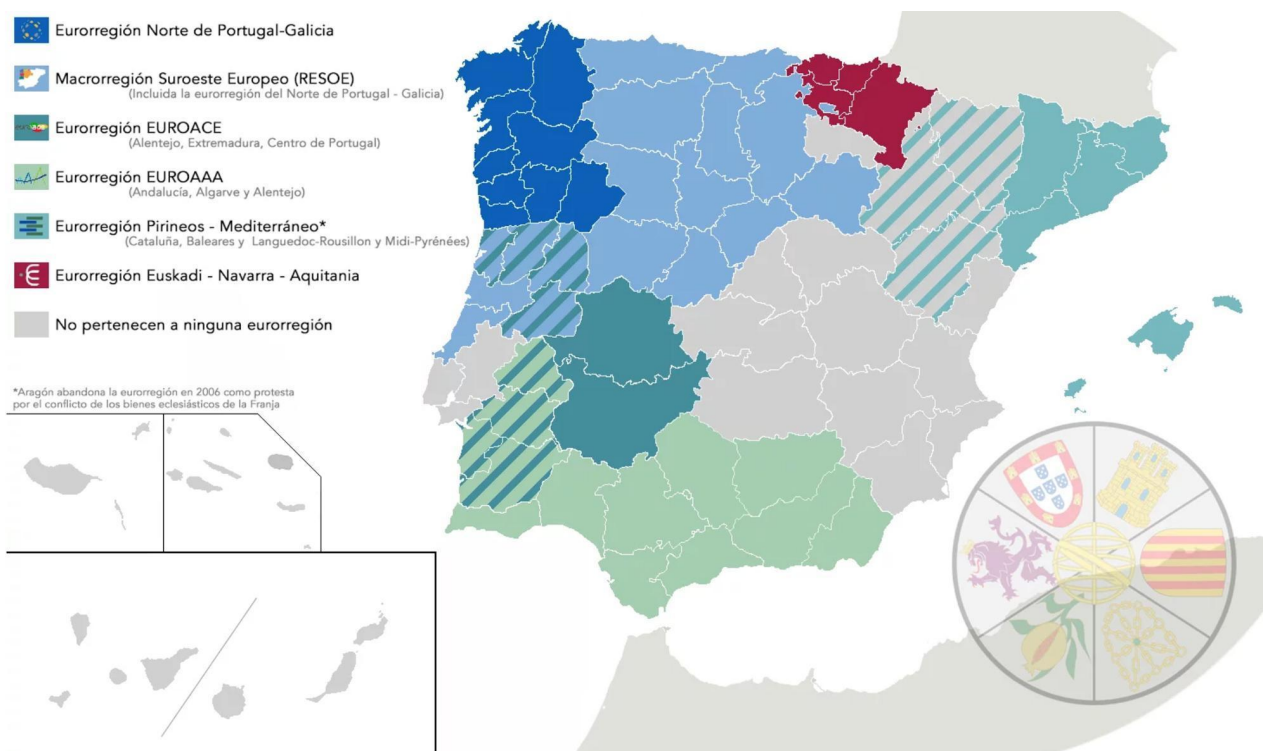 Eurorregión Norte de Portugal-Galicia
Macrorregión Suroeste Europeo (RESOE)
(Incluida la eurorregión del Norte de Portugal - Galicia)
Eurorregión EUROACE
(Alentejo, Extremadura, Centro de Portugal)
Eurorregión EUROAAA
(Andalucía, Algarve y Alentejo)
Eurorregión Pirineos - Mediterráneo*
(Cataluña, Baleares y Languedoc-Rousillon y Midi-Pyrénées)
Eurorregión Euskadi - Navarra - Aquitania
No pertenecen a ninguna eurorregión
*Aragón abandona la eurorregión en 2006 como protesta
por el conflicto de los bienes eclesiásticos de la Franja